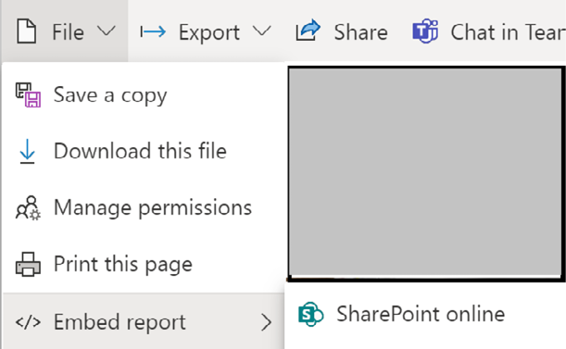 File Export Share Chat in Tear
Save a copy
Download this file
Manage permissions
Print this page
</> Embed report
SharePoint online